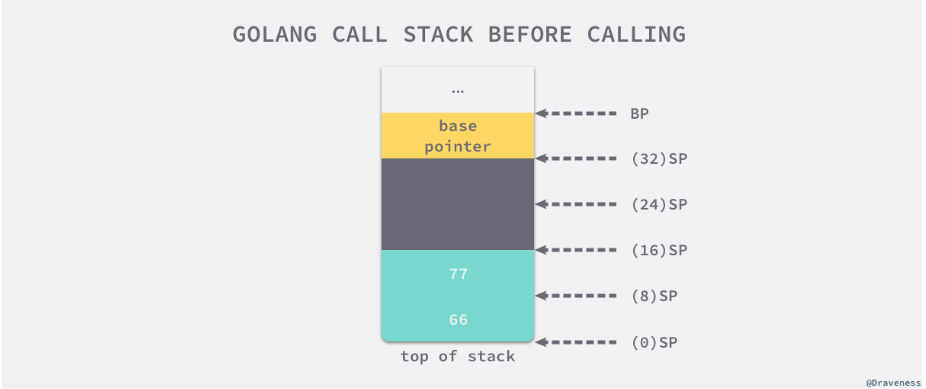 GOLANG CALL STACK BEFORE CALLING
...
BP
base
pointer
(32)SP
(24)SP
(16)SP
77
(8)SP
66
(0)SP
top of stack
@Draveness